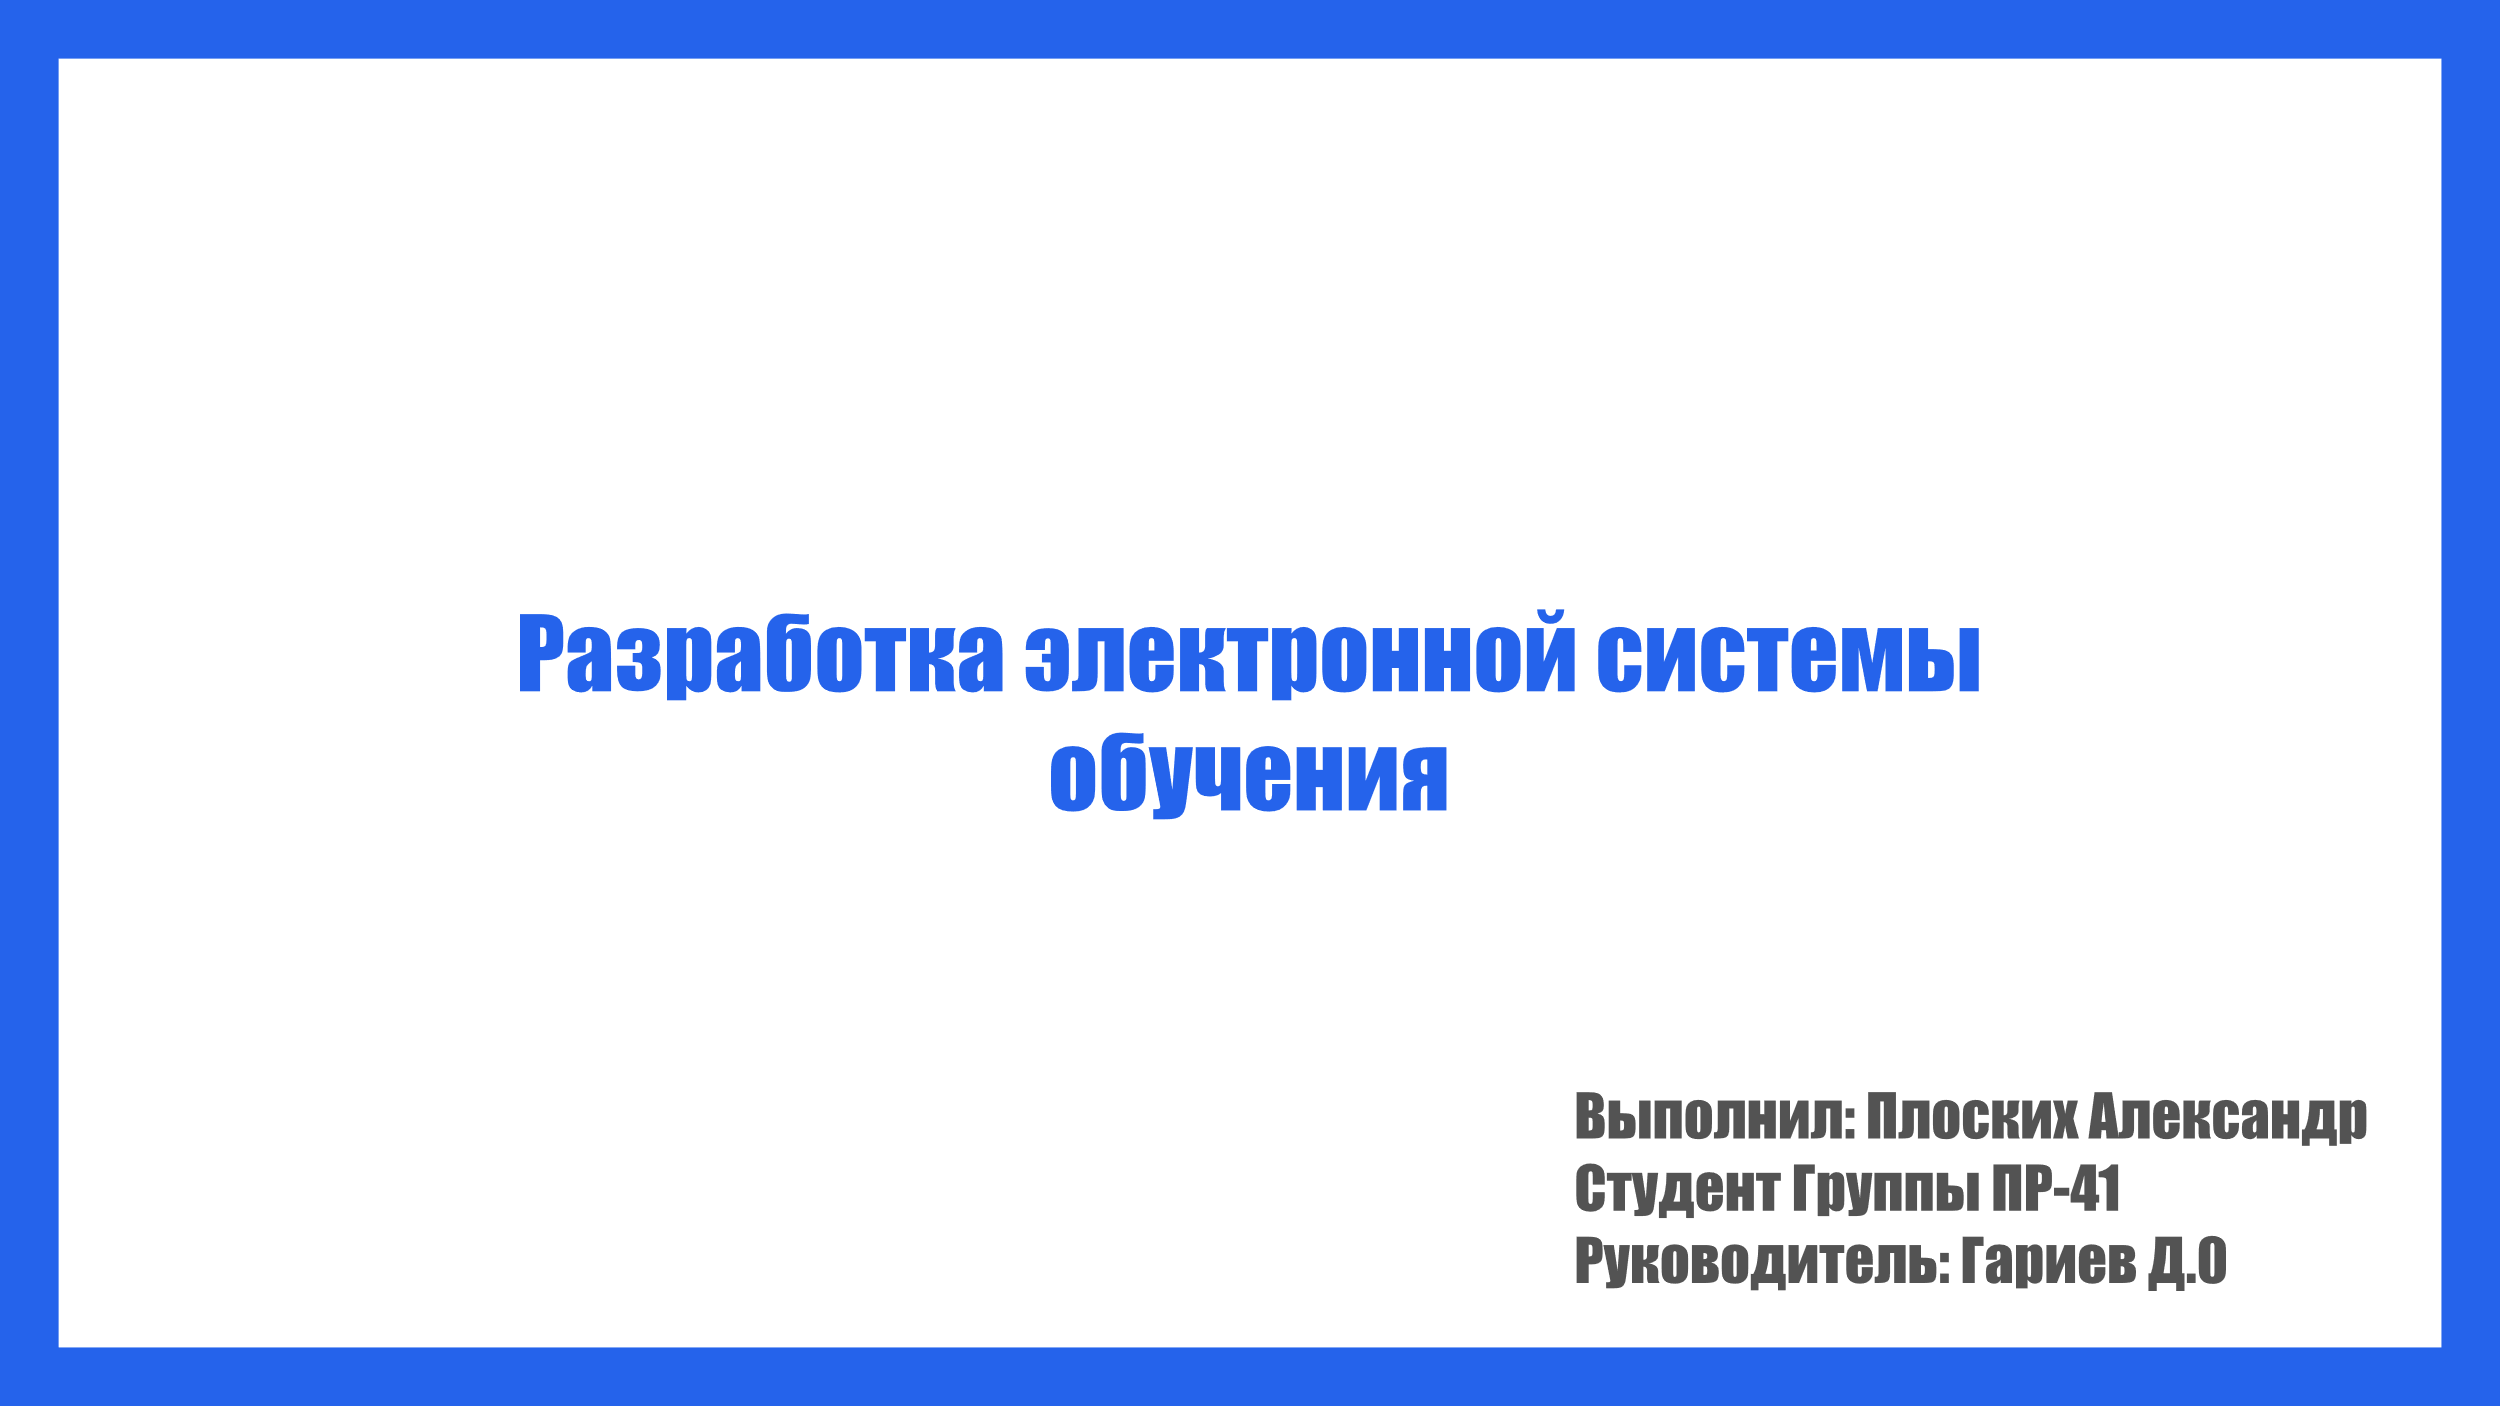 Разработка электронной системы
обучения
Выполнил: Плоских Александр
Студент Группы ПР-41
Руководитель: Гариев Д.О